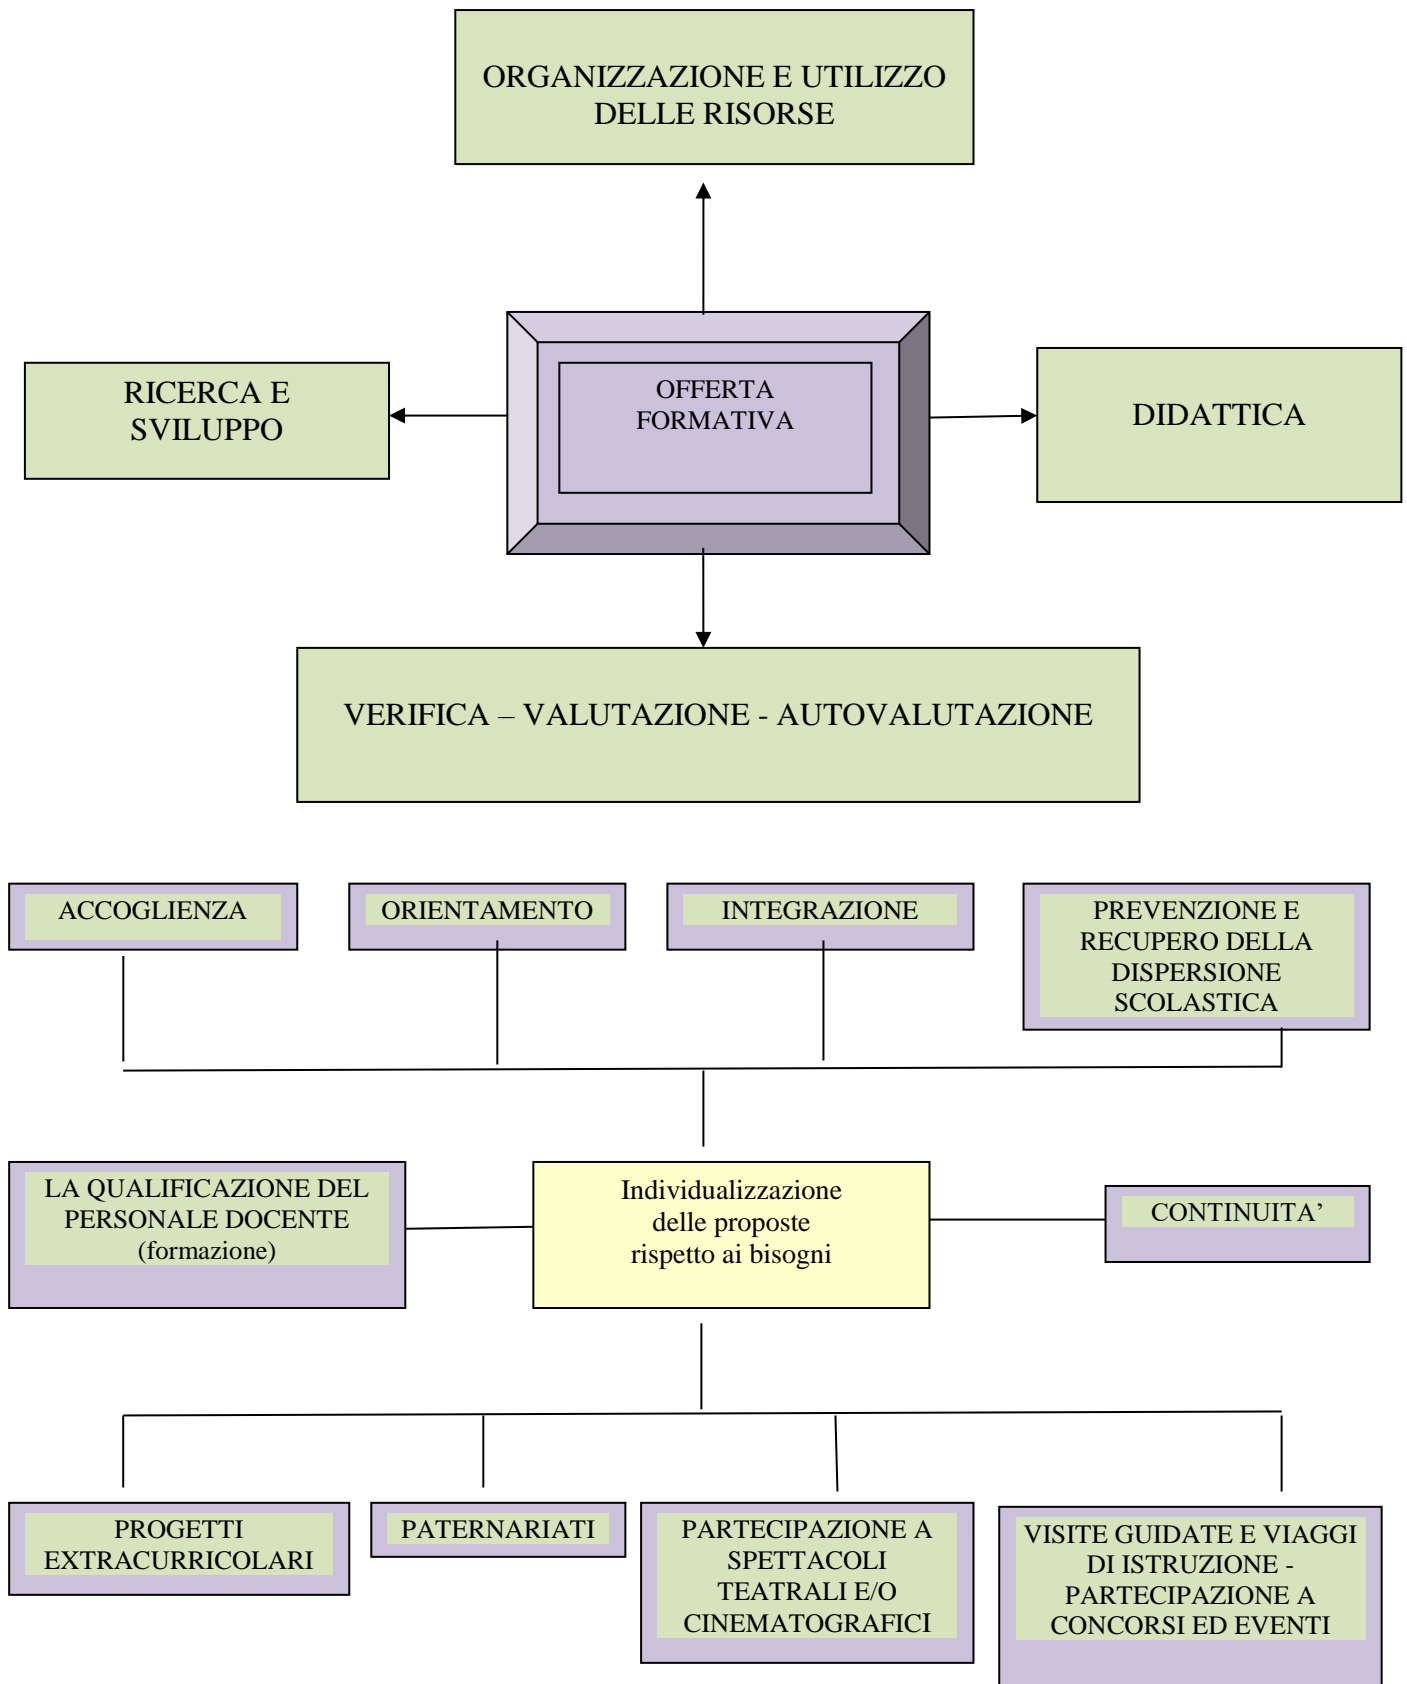 ORGANIZZAZIONE E UTILIZZO
DELLE RISORSE
RICERCA E
SVILUPPO
OFFERTA
FORMATIVA
DIDATTICA
VERIFICA – VALUTAZIONE - AUTOVALUTAZIONE
ACCOGLIENZA
ORIENTAMENTO
INTEGRAZIONE
PREVENZIONE E
RECUPERO DELLA
DISPERSIONE
SCOLASTICA
LA QUALIFICAZIONE DEL
PERSONALE DOCENTE
(formazione)
Individualizzazione
delle proposte
rispetto ai bisogni
CONTINUITA’
PROGETTI
EXTRACURRICOLARI
PATERNARIATI
PARTECIPAZIONE A
SPETTACOLI
TEATRALI E/O
CINEMATOGRAFICI
VISITE GUIDATE E VIAGGI
DI ISTRUZIONE -
PARTECIPAZIONE A
CONCORSI ED EVENTI